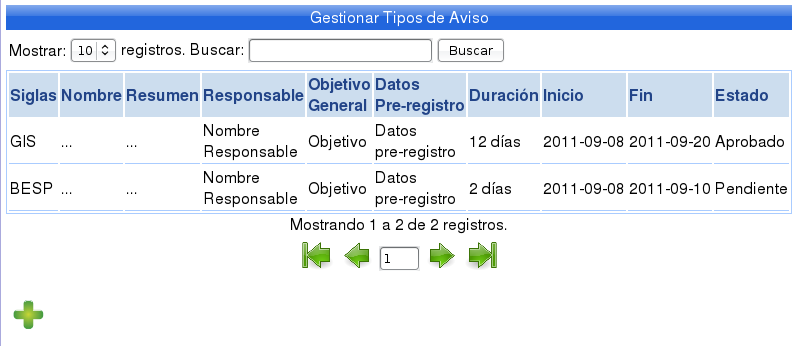 Gestionar Tipos de Aviso
Mostrar: 10 registros. Buscar: Buscar
Siglas Nombre Resumen Responsable Objetivo General Datos Pre-registro Duración Inicio Fin Estado
GIS ... ... Nombre Responsable Objetivo Datos pre-registro 12 días 2011-09-08 2011-09-20 Aprobado
BESP ... ... Nombre Responsable Objetivo Datos pre-registro 2 días 2011-09-08 2011-09-10 Pendiente
Mostrando 1 a 2 de 2 registros.
1